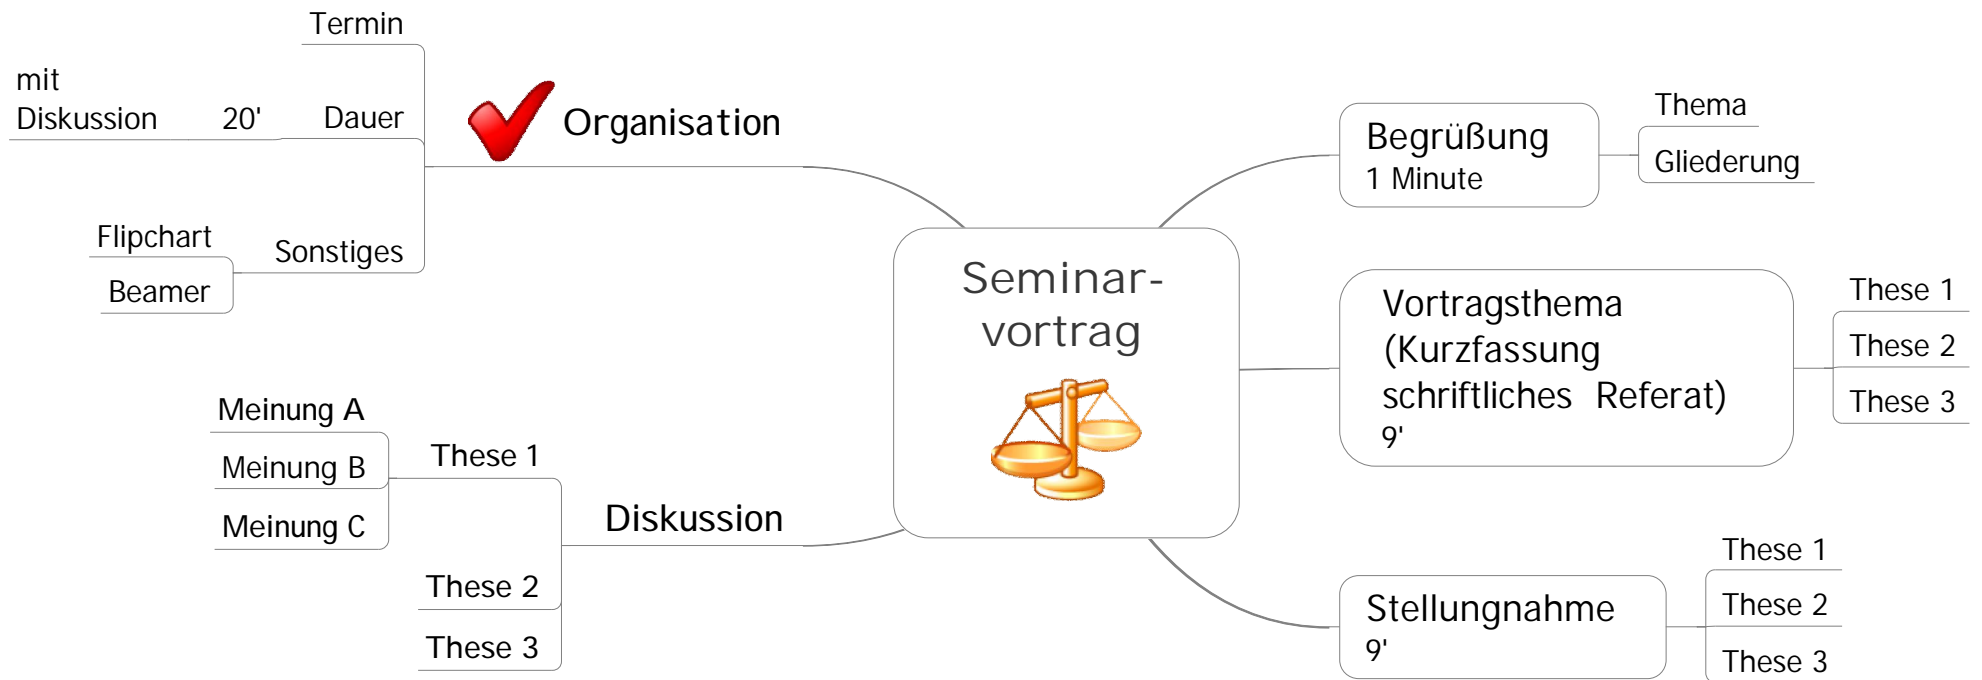 Seminar-
vortrag
Begrüßung
1 Minute
Thema
Gliederung
Vortragsthema
(Kurzfassung
schriftliches Referat)
9'
These 1
These 2
These 3
Stellungnahme
9'
These 1
These 2
These 3
Organisation
Termin
Dauer
20'
mit
Diskussion
Sonstiges
Flipchart
Beamer
Diskussion
These 1
Meinung A
Meinung B
Meinung C
These 2
These 3